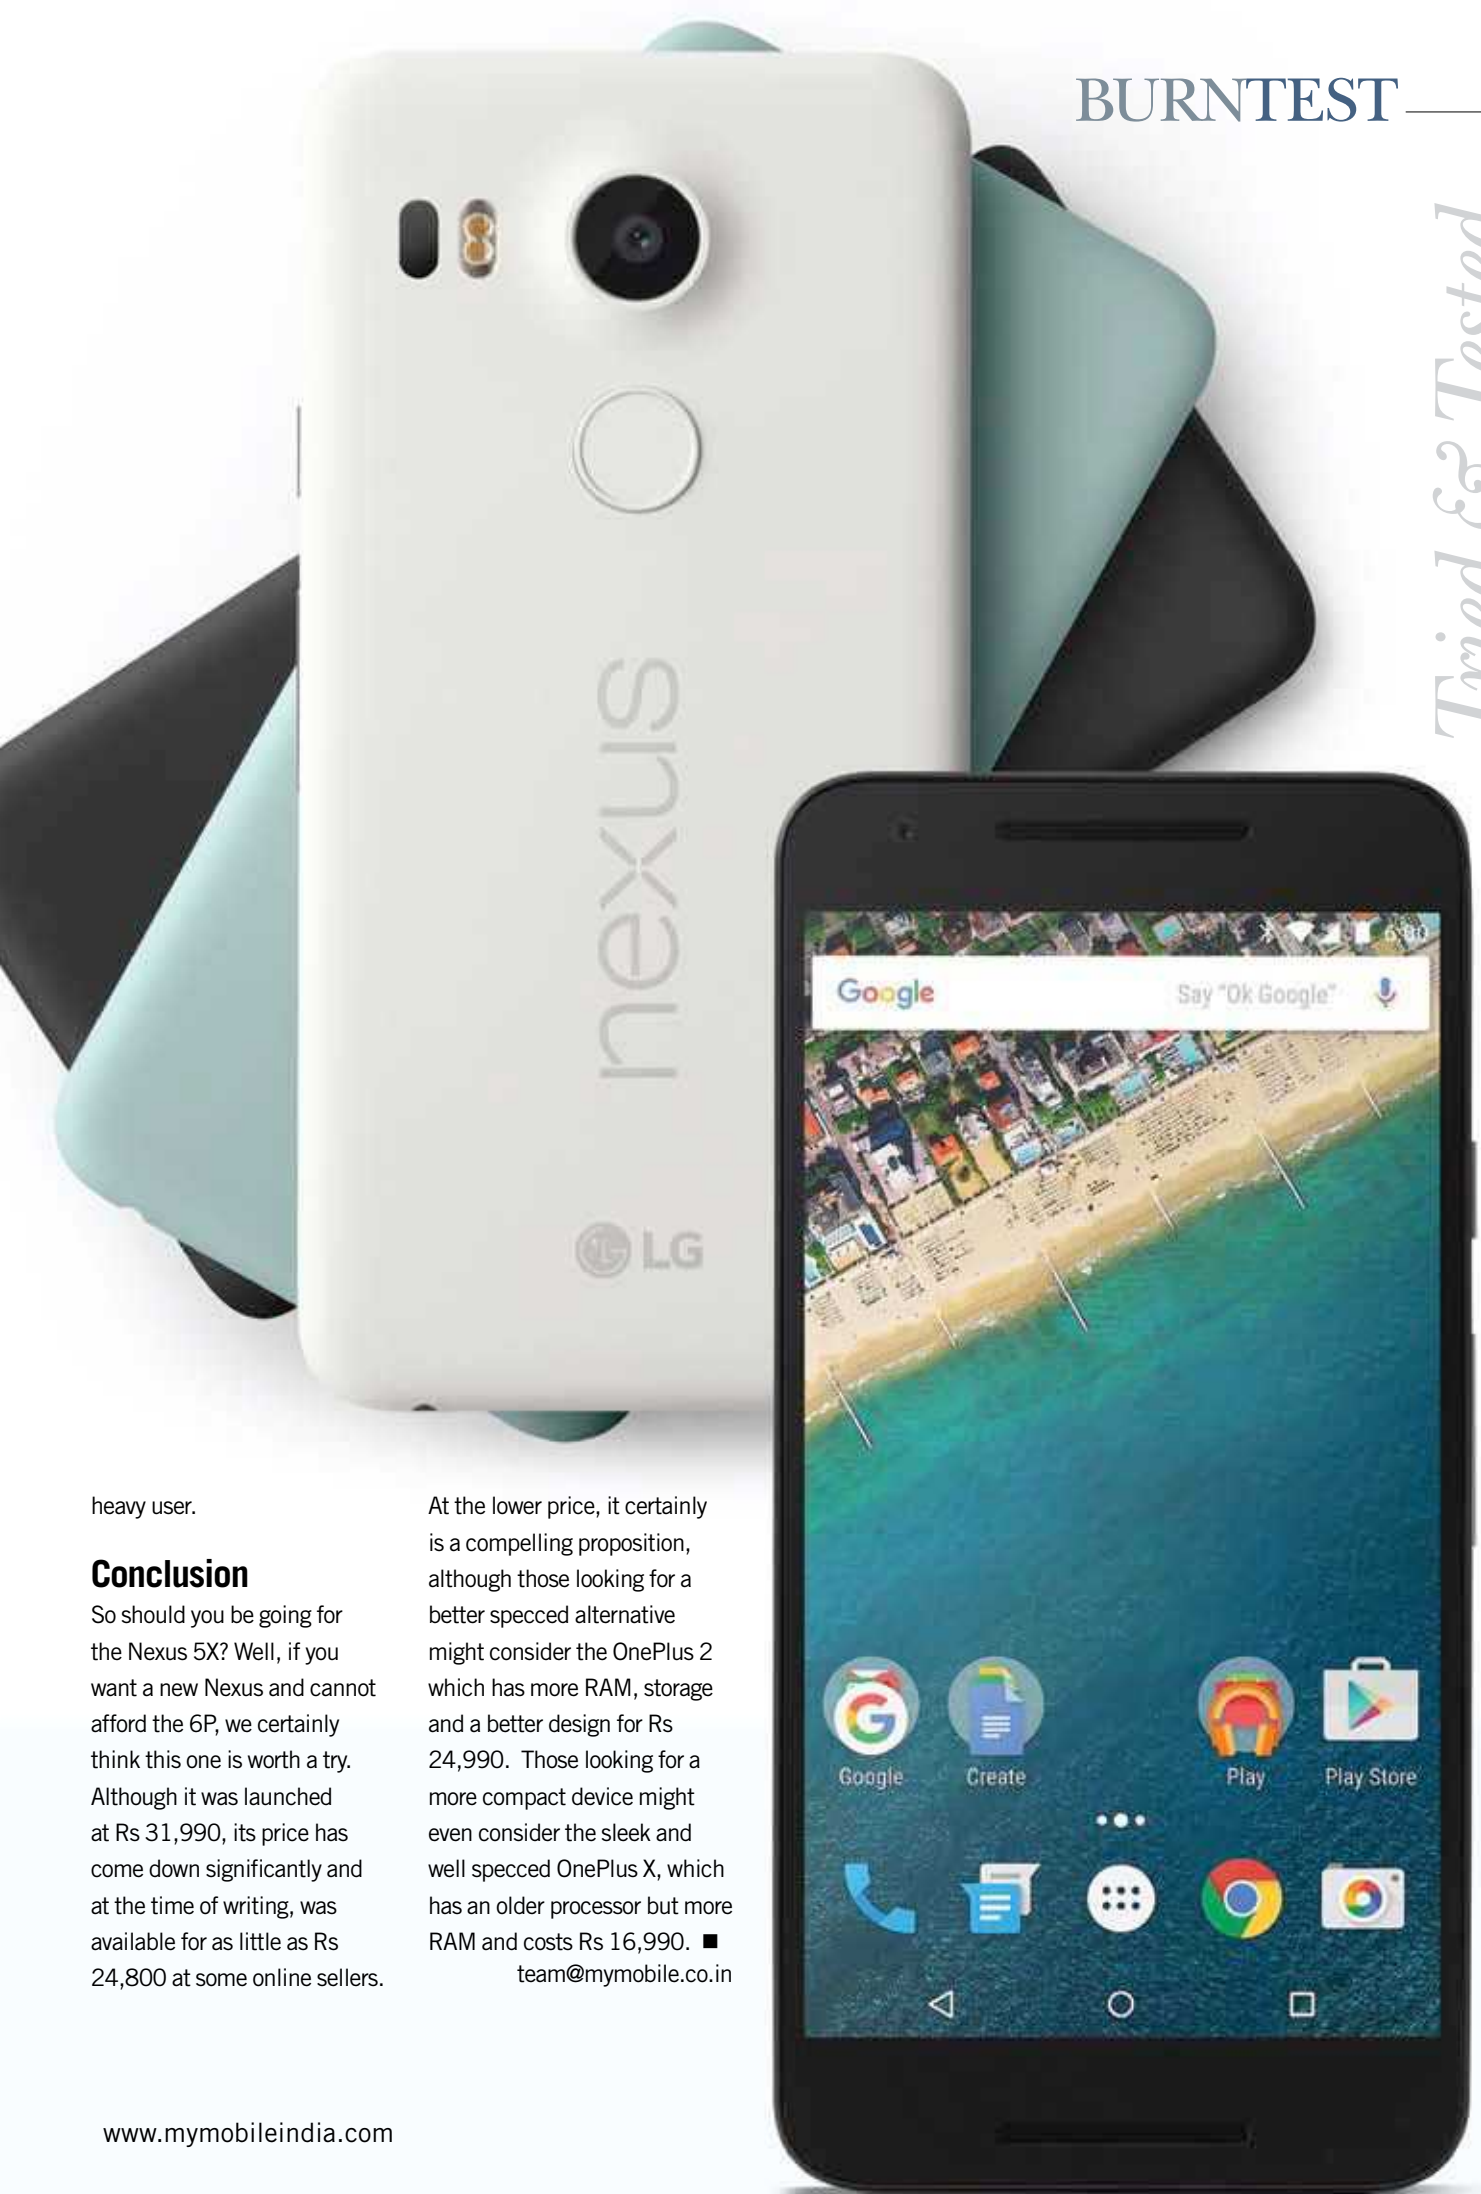 BURNTEST
Tried & Tested
nexus
LG
6:00
Google
Say "Ok Google"
Google
Create
Play
Play Store
heavy user.
Conclusion
So should you be going for
the Nexus 5X? Well, if you
want a new Nexus and cannot
afford the 6P, we certainly
think this one is worth a try.
Although it was launched
at Rs 31,990, its price has
come down significantly and
at the time of writing, was
available for as little as Rs
24,800 at some online sellers.
At the lower price, it certainly
is a compelling proposition,
although those looking for a
better specced alternative
might consider the OnePlus 2
which has more RAM, storage
and a better design for Rs
24,990.  Those looking for a
more compact device might
even consider the sleek and
well specced OnePlus X, which
has an older processor but more
RAM and costs Rs 16,990. ■
team@mymobile.co.in
www.mymobileindia.com